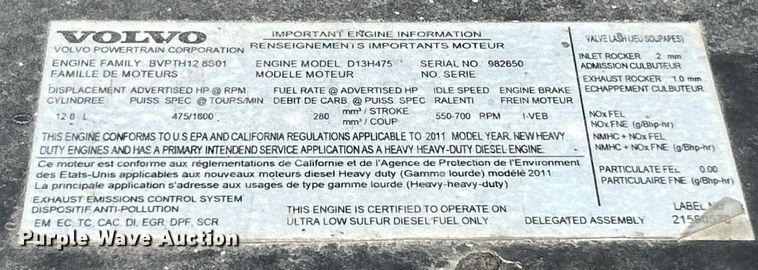 VOLVO
VOLVO POWERTRAIN CORPORATION
IMPORTANT ENGINE INFORMATION
RENSEIGNEMENTS IMPORTANTS MOTEUR
ENGINE FAMILY BVPTH12.8S01 ENGINE MODEL D13H475 SERIAL NO. 982650
FAMILLE DE MOTEURS MODELE MOTEUR NO. SERIE
DISPLACEMENT ADVERTISED HP @ RPM FUEL RATE @ ADVERTISED HP IDLE SPEED ENGINE BRAKE
CYLINDREE PUISS SPEC @ TOURS/MIN DEBIT DE CARB. @ PUISS. SPEC RALENTI FREIN MOTEUR
12.8 L 475/1800 280 mm³ / STROKE 550-700 RPM I-VEB
mm³ / COUP
THIS ENGINE CONFORMS TO U.S EPA AND CALIFORNIA REGULATIONS APPLICABLE TO 2011 MODEL YEAR. NEW HEAVY
DUTY ENGINES AND HAS A PRIMARY INTENDEND SERVICE APPLICATION AS A HEAVY HEAVY-DUTY DIESEL ENGINE.
Ce moteur est conforme aux réglementations de Californie et de l'Agence de Protection de l'Environment
des Etats-Unis applicables aux nouveaux moteurs diesel Heavy duty (Gamme lourde) modélé 2011
La principale application s'adresse aux usages de type gamme lourde (Heavy-heavy-duty)
EXHAUST EMISSIONS CONTROL SYSTEM
DISPOSITIF ANTI-POLLUTION
EM, EC, TC, CAC, DI, EGR, DPF, SCR
THIS ENGINE IS CERTIFIED TO OPERATE ON
ULTRA LOW SULFUR DIESEL FUEL ONLY
DELEGATED ASSEMBLY
VALVE LASH (JEU SOUPAPES)
INLET ROCKER .2 mm
ADMISSION CULBUTEUR
EXHAUST ROCKER 1.0 mm
ECHAPPEMENT CULBUTEUR
NOx FEL
NOx FNE (g/Bhp-hr)
NMHC + NOx FEL
NMHC + NOx FNE (g/Bhp-hr)
PARTICULATE FEL 0.00
PARTICULAIRE FNE (g/Bhp-hr)
LABEL NO
Purple Wave Auction